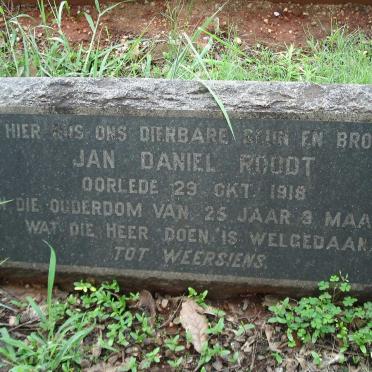 HIER RUS ONS DIERBARE SEUN EN BRO
JAN DANIEL ROODT
OORLEDE 29 OKT. 1918
DIE OUDERDOM VAN 25 JAAR 9 MAA
WAT DIE HEER DOEN IS WELGEDAAN
TOT WEERSIENS